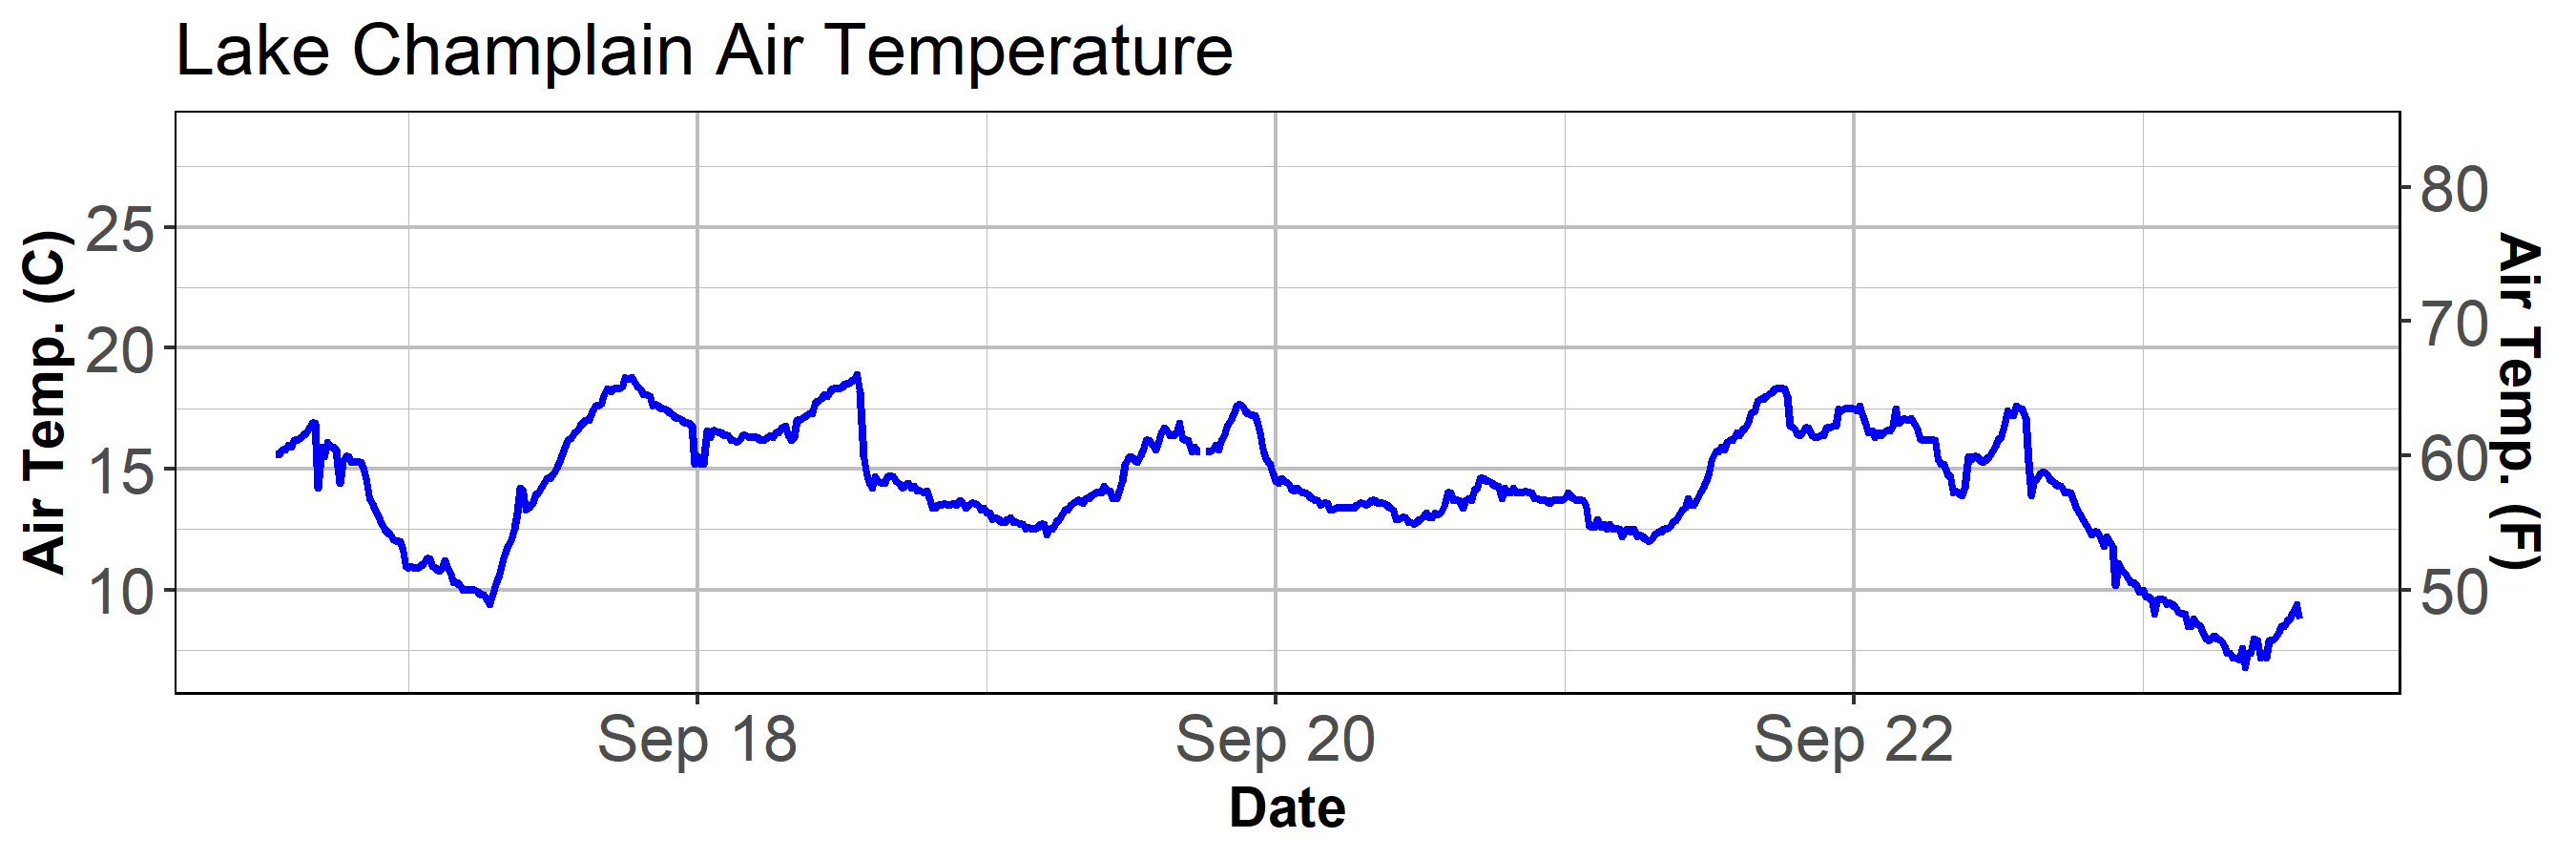 Lake Champlain Air Temperature
Air Temp. (C)
25
20
15
10
80
70
60
50
Air Temp. (F)
Sep 18 Sep 20 Sep 22
Date